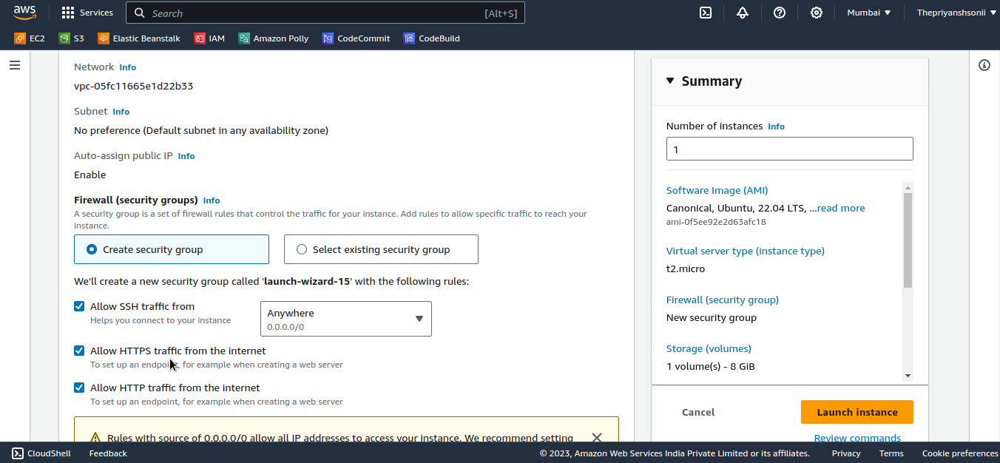 aws
Services
Search
[Alt+S]
Mumbai
Thepriyanshsonii
EC2
S3
Elastic Beanstalk
IAM
Amazon Polly
CodeCommit
CodeBuild
Network Info
vpc-05fc11665e1d22b33
Subnet Info
No preference (Default subnet in any availability zone)
Auto-assign public IP Info
Enable
Firewall (security groups) Info
A security group is a set of firewall rules that control the traffic for your instance. Add rules to allow specific traffic to reach your
instance.
Create security group
Select existing security group
We'll create a new security group called 'launch-wizard-15' with the following rules:
Allow SSH traffic from
Helps you connect to your instance
Anywhere
0.0.0.0/0
Allow HTTPS traffic from the internet
To set up an endpoint, for example when creating a web server
Allow HTTP traffic from the internet
To set up an endpoint, for example when creating a web server
Rules with source of 0.0.0.0/0 allow all IP addresses to access your instance. We recommend setting
Summary
Number of instances Info
1
Software Image (AMI)
Canonical, Ubuntu, 22.04 LTS, ...read more
ami-0f5ee92e2d63afc18
Virtual server type (instance type)
t2.micro
Firewall (security group)
New security group
Storage (volumes)
1 volume(s) - 8 GiB
Cancel
Launch instance
Review commands
CloudShell
Feedback
© 2023, Amazon Web Services India Private Limited or its affiliates.
Privacy
Terms
Cookie preferences